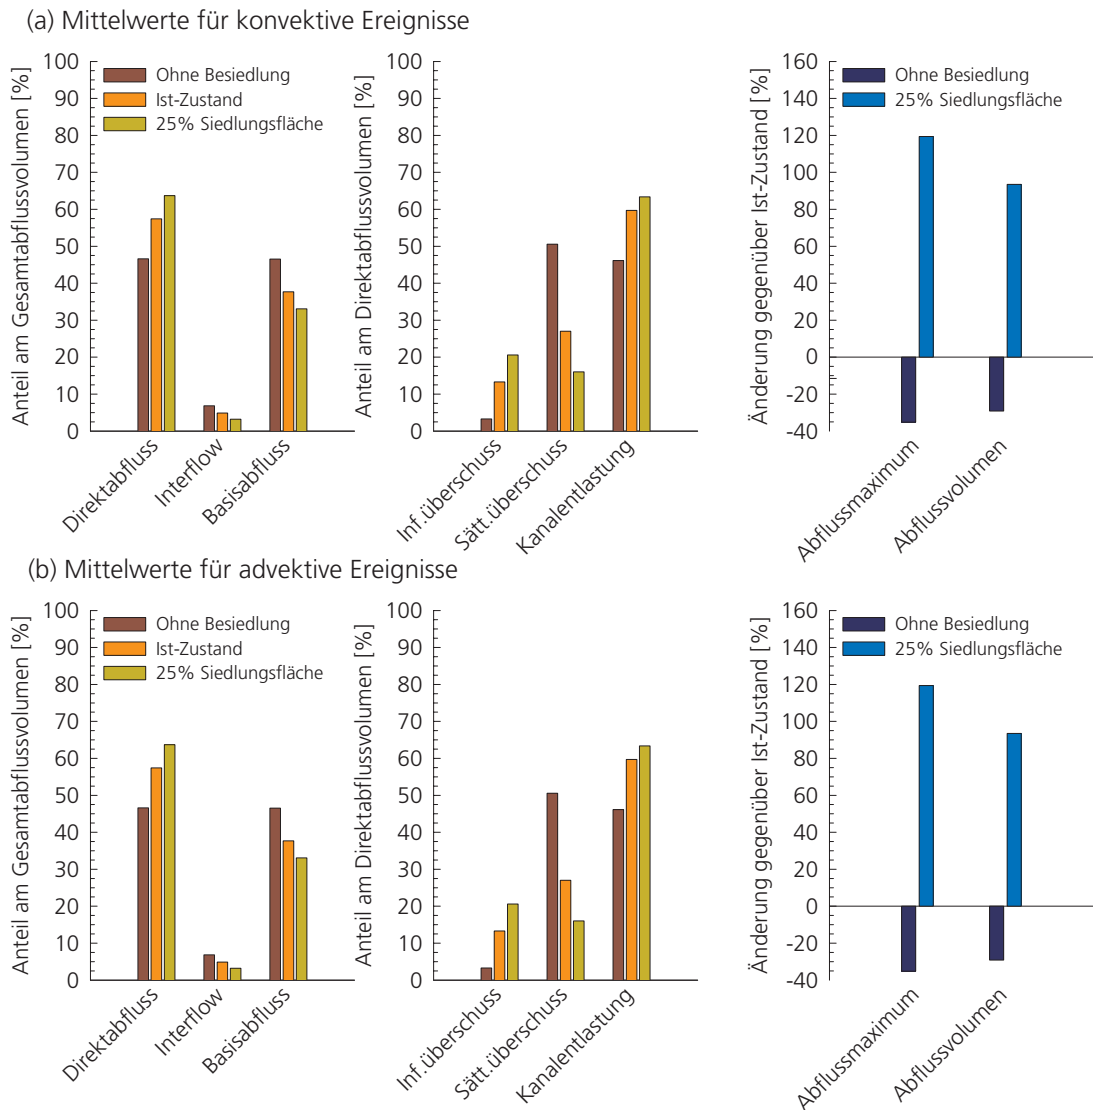 (a) Mittelwerte für konvektive Ereignisse
Anteil am Gesamtabflussvolumen [%]
100
90
80
70
60
50
40
30
20
10
0
Ohne Besiedlung
Ist-Zustand
25% Siedlungsfläche
Direktabfluss
Interflow
Basisabfluss
Anteil am Direktabflussvolumen [%]
100
90
80
70
60
50
40
30
20
10
0
Inf.überschuss
Sätt.überschuss
Kanalentlastung
Änderung gegenüber Ist-Zustand [%]
160
140
120
100
80
60
40
20
0
-20
-40
Ohne Besiedlung
25% Siedlungsfläche
Abflussmaximum
Abflussvolumen
(b) Mittelwerte für advektive Ereignisse
Anteil am Gesamtabflussvolumen [%]
100
90
80
70
60
50
40
30
20
10
0
Ohne Besiedlung
Ist-Zustand
25% Siedlungsfläche
Direktabfluss
Interflow
Basisabfluss
Anteil am Direktabflussvolumen [%]
100
90
80
70
60
50
40
30
20
10
0
Inf.überschuss
Sätt.überschuss
Kanalentlastung
Änderung gegenüber Ist-Zustand [%]
160
140
120
100
80
60
40
20
0
-20
-40
Ohne Besiedlung
25% Siedlungsfläche
Abflussmaximum
Abflussvolumen